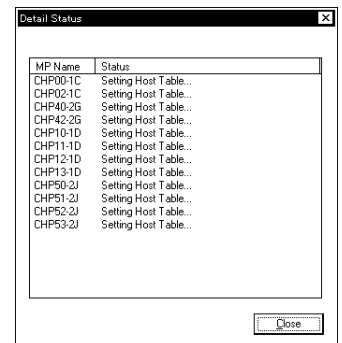 Detail Status
MP Name Status
CHP00-1C Setting Host Table...
CHP02-1C Setting Host Table...
CHP40-2G Setting Host Table...
CHP42-2G Setting Host Table...
CHP10-1D Setting Host Table...
CHP11-1D Setting Host Table...
CHP12-1D Setting Host Table...
CHP13-1D Setting Host Table...
CHP50-2J Setting Host Table...
CHP51-2J Setting Host Table...
CHP52-2J Setting Host Table...
CHP53-2J Setting Host Table...
Close